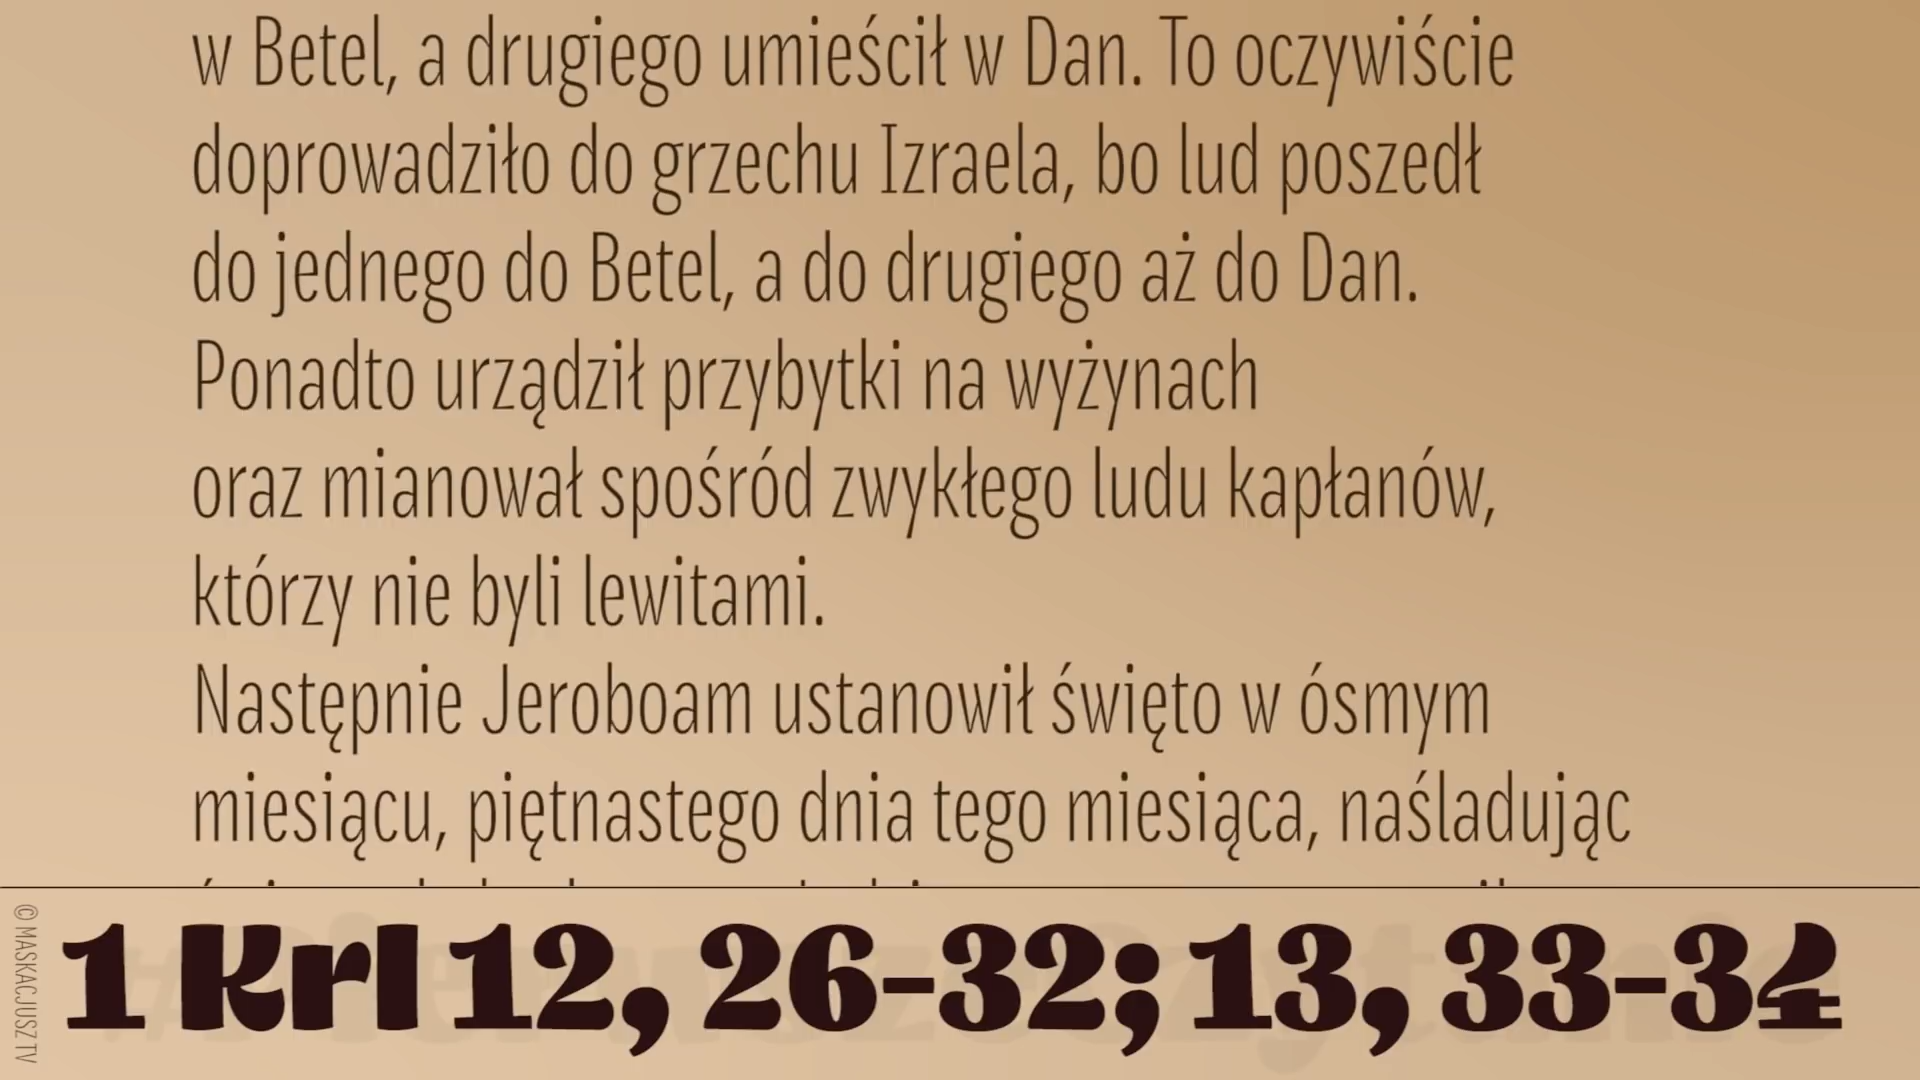 w Betel, a drugiego umieścił w Dan. To oczywiście
doprowadziło do grzechu Izraela, bo lud poszedł
do jednego do Betel, a do drugiego aż do Dan.
Ponadto urządził przybytki na wyżynach
oraz mianował spośród zwykłego ludu kapłanów,
którzy nie byli lewitami.
Następnie Jeroboam ustanowił święto w ósmym
miesiącu, piętnastego dnia tego miesiąca, naśladując
1 Krl 12, 26-32; 13, 33-34
© MASKACJUSZ TV